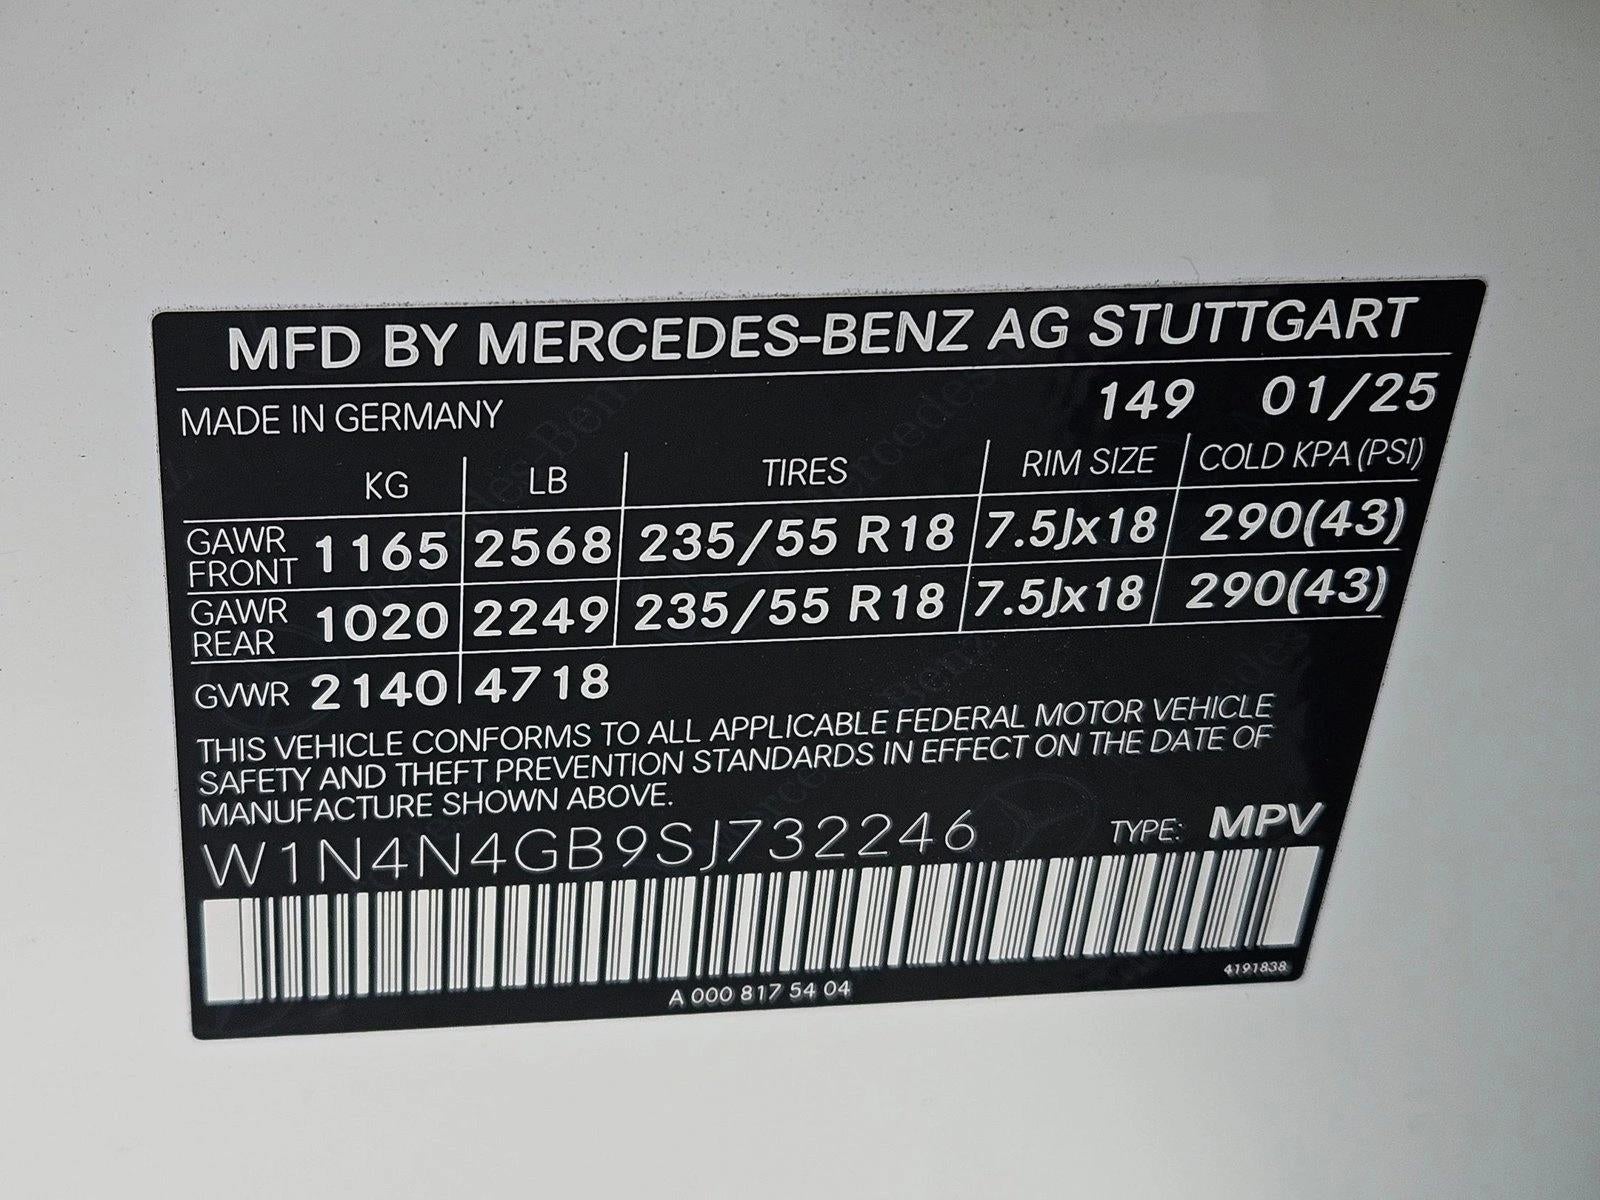 MFD BY MERCEDES-BENZ AG STUTTGART
MADE IN GERMANY 149 01/25
KG LB TIRES RIM SIZE COLD KPA (PSI)
GAWR FRONT 1165 2568 235/55 R18 7.5Jx18 290(43)
GAWR REAR 1020 2249 235/55 R18 7.5Jx18 290(43)
GVWR 2140 4718
THIS VEHICLE CONFORMS TO ALL APPLICABLE FEDERAL MOTOR VEHICLE
SAFETY AND THEFT PREVENTION STANDARDS IN EFFECT ON THE DATE OF
MANUFACTURE SHOWN ABOVE.
W1N4N4GB9SJ732246 TYPE: MPV
A 000 817 54 04 4191838